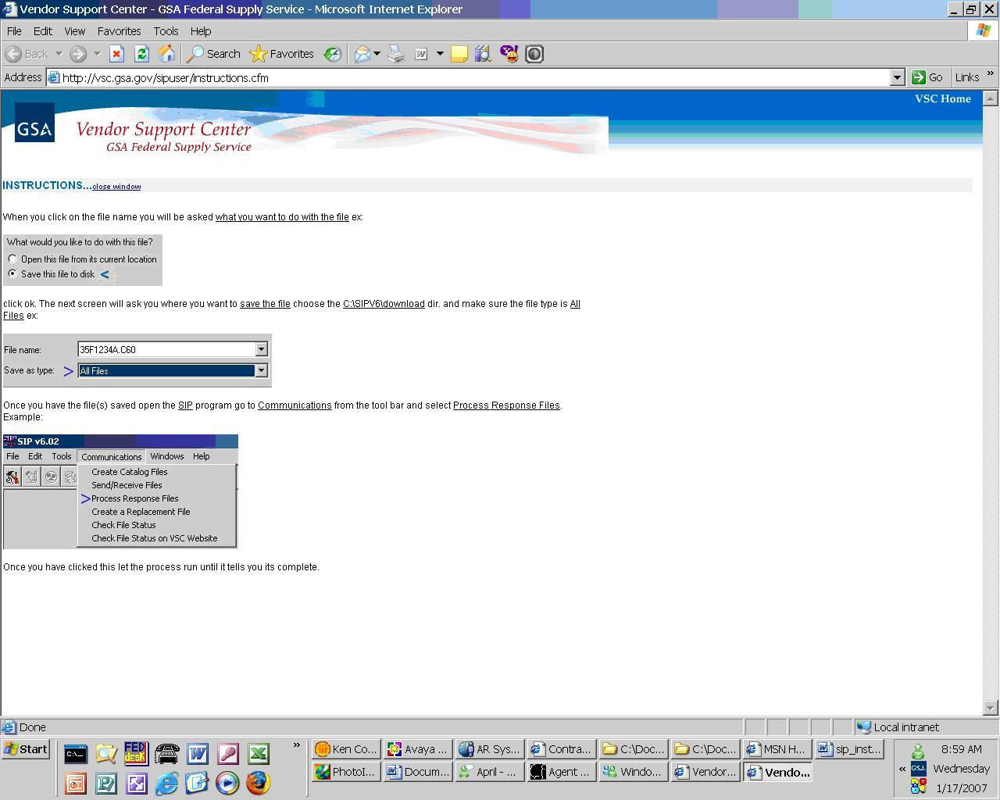 Vendor Support Center - GSA Federal Supply Service - Microsoft Internet Explorer
File Edit View Favorites Tools Help
Back Search Favorites
Address http://vsc.gsa.gov/sipuser/instructions.cfm Go Links »
VSC Home
GSA
Vendor Support Center
GSA Federal Supply Service
INSTRUCTIONS...close window
When you click on the file name you will be asked what you want to do with the file ex:
What would you like to do with this file?
Open this file from its current location
Save this file to disk <
click ok. The next screen will ask you where you want to save the file choose the C:\SIPV6\download dir. and make sure the file type is All
Files ex:
File name: 35F1234A.C60
Save as type: > All Files
Once you have the file(s) saved open the SIP program go to Communications from the tool bar and select Process Response Files.
Example:
SIP v6.02
File Edit Tools Communications Windows Help
Create Catalog Files
Send/Receive Files
>Process Response Files
Create a Replacement File
Check File Status
Check File Status on VSC Website
Once you have clicked this let the process run until it tells you its complete.
Done Local intranet
Start C:\... FED desk » Ken Co... Avaya ... AR Sys... Contra... C:\Doc... C:\Doc... MSN H... sip_inst... 8:59 AM
PhotoI... Docum... April - ... Agent ... Windo... Vendor... Vendo... « GSA Wednesday
1/17/2007